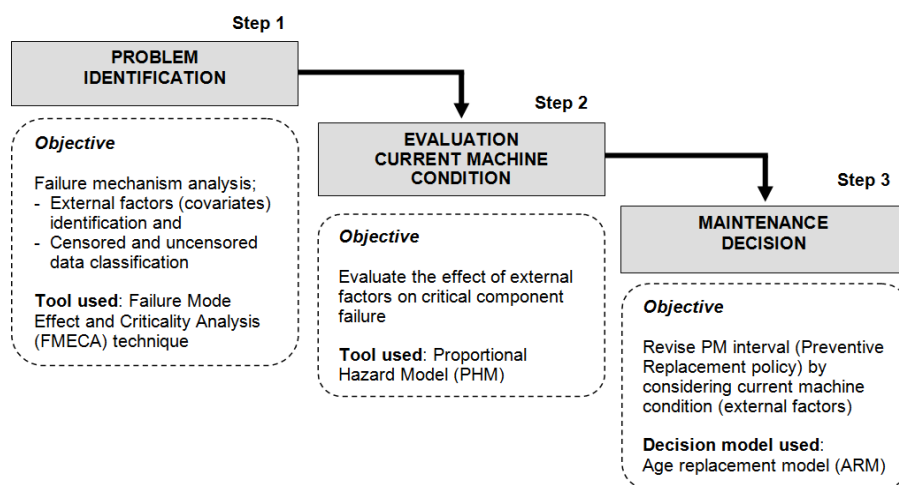 Step 1
PROBLEM
IDENTIFICATION
Objective
Failure mechanism analysis;
- External factors (covariates)
identification and
- Censored and uncensored
data classification
Tool used: Failure Mode
Effect and Criticality Analysis
(FMECA) technique
Step 2
EVALUATION
CURRENT MACHINE
CONDITION
Objective
Evaluate the effect of external
factors on critical component
failure
Tool used: Proportional
Hazard Model (PHM)
Step 3
MAINTENANCE
DECISION
Objective
Revise PM interval (Preventive
Replacement policy) by
considering current machine
condition (external factors)
Decision model used:
Age replacement model (ARM)